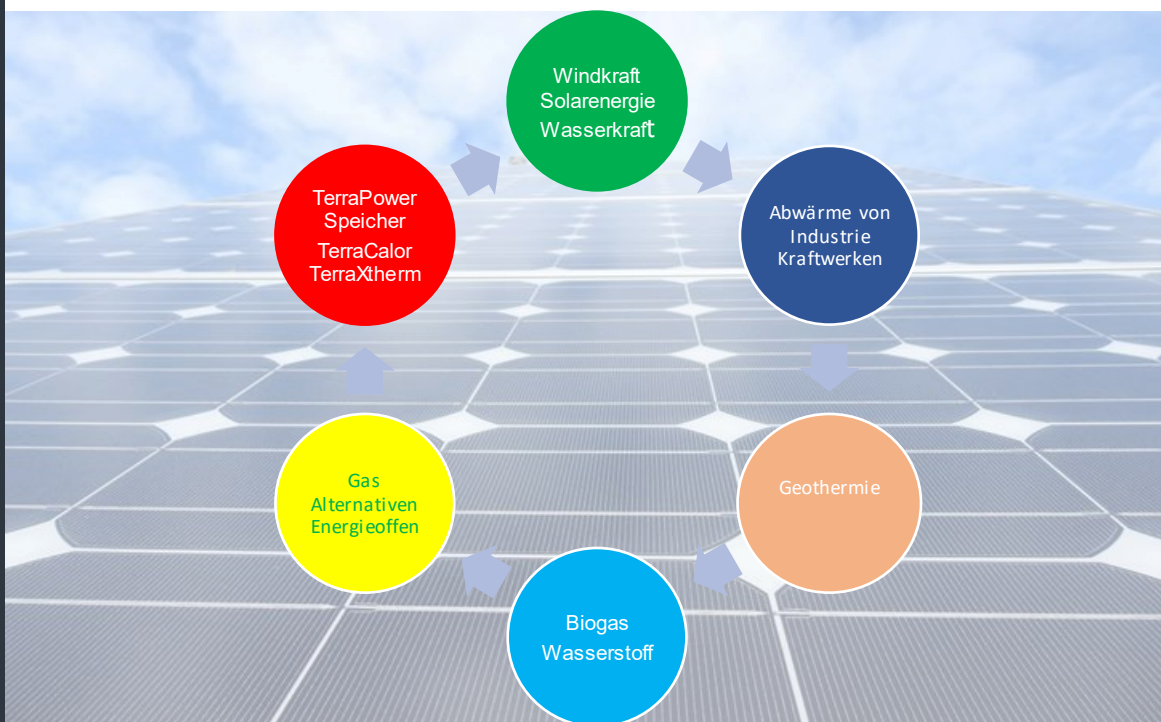 Windkraft
Solarenergie
Wasserkraft
Abwärme von
Industrie
Kraftwerken
Geothermie
Biogas
Wasserstoff
Gas
Alternativen
Energieoffen
TerraPower
Speicher
TerraCalor
TerraXtherm